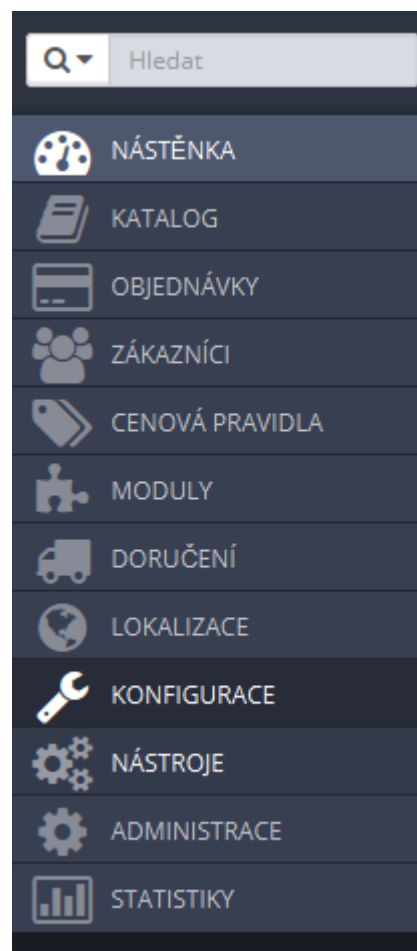 Hledat
NÁSTĚNKA
KATALOG
OBJEDNÁVKY
ZÁKAZNÍCI
CENOVÁ PRAVIDLA
MODULY
DORUČENÍ
LOKALIZACE
KONFIGURACE
NÁSTROJE
ADMINISTRACE
STATISTIKY